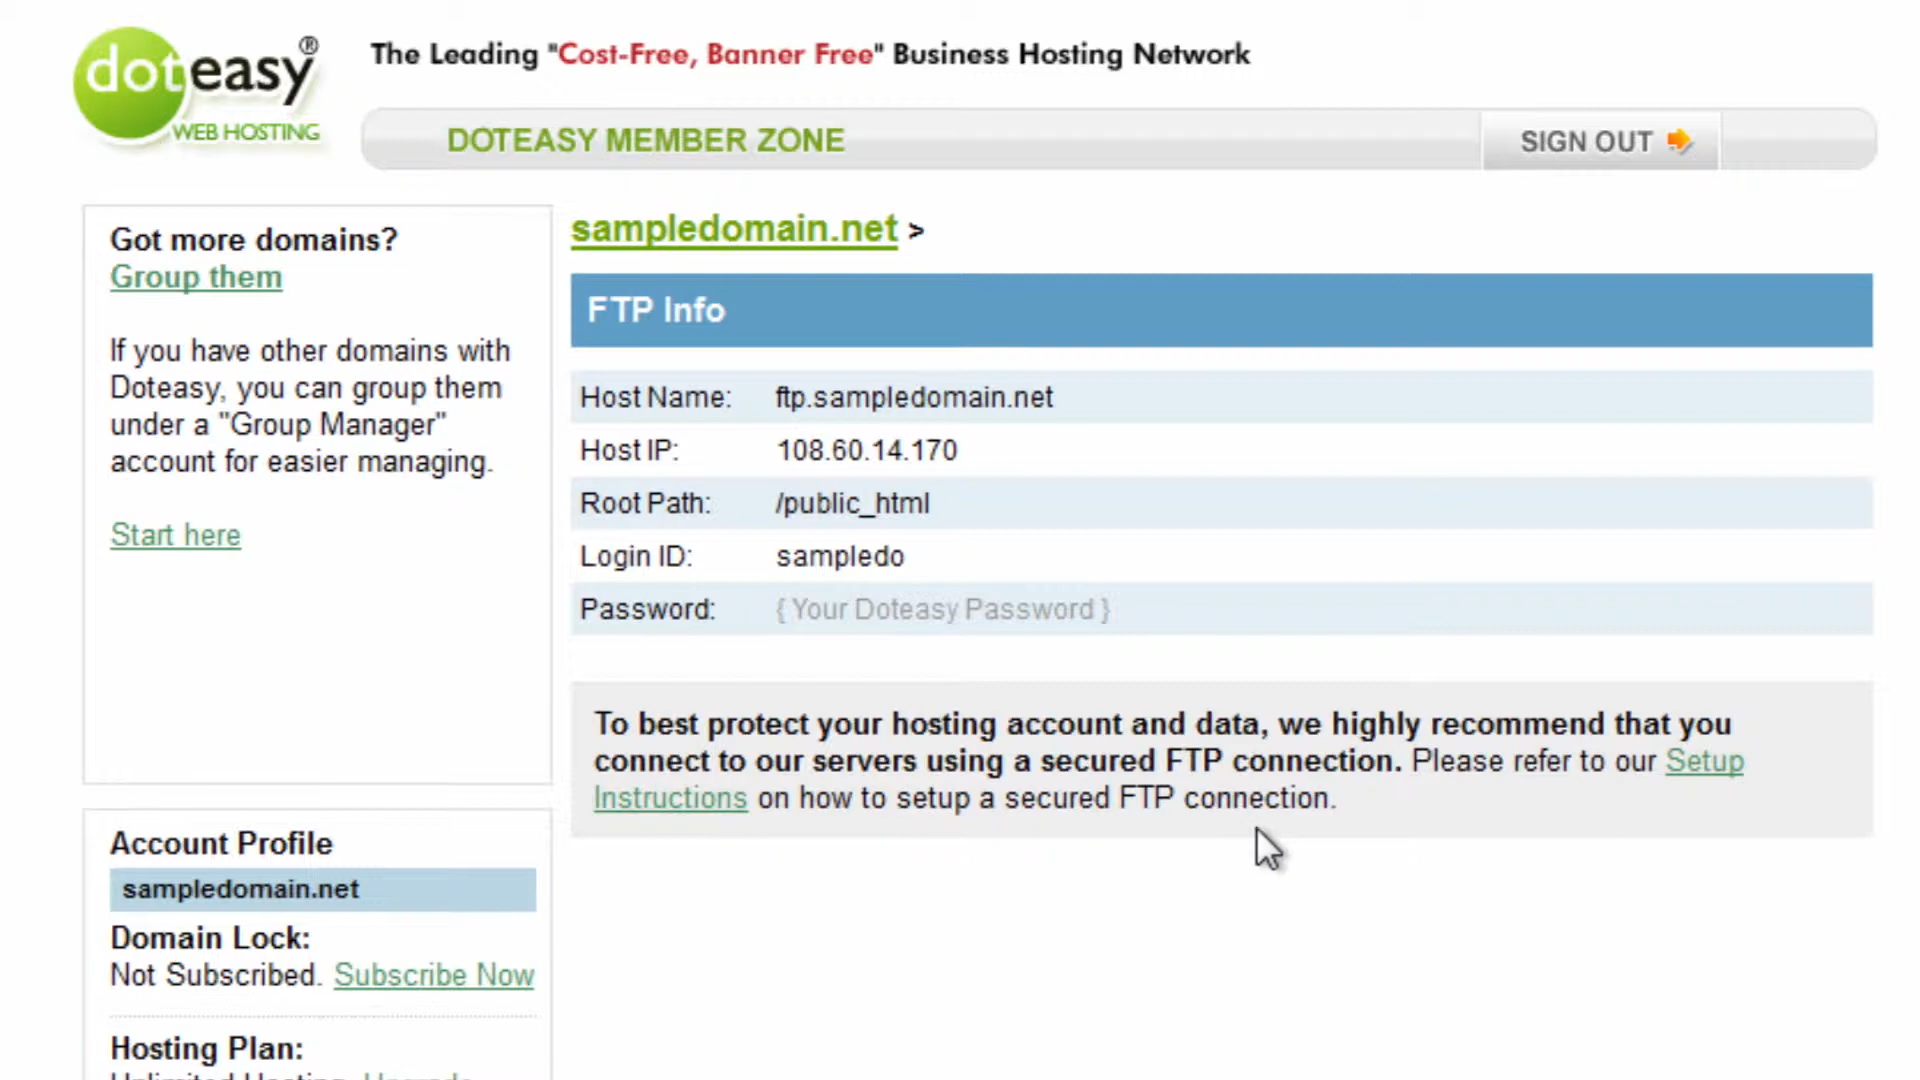 doteasy®
WEB HOSTING
The Leading "Cost-Free, Banner Free" Business Hosting Network
DOTEASY MEMBER ZONE
SIGN OUT
Got more domains?
Group them
If you have other domains with
Doteasy, you can group them
under a "Group Manager"
account for easier managing.
Start here
sampledomain.net >
FTP Info
Host Name: ftp.sampledomain.net
Host IP: 108.60.14.170
Root Path: /public_html
Login ID: sampledo
Password: { Your Doteasy Password }
To best protect your hosting account and data, we highly recommend that you
connect to our servers using a secured FTP connection. Please refer to our Setup
Instructions on how to setup a secured FTP connection.
Account Profile
sampledomain.net
Domain Lock:
Not Subscribed. Subscribe Now
Hosting Plan:
Unlimited Hosting. Upgrade